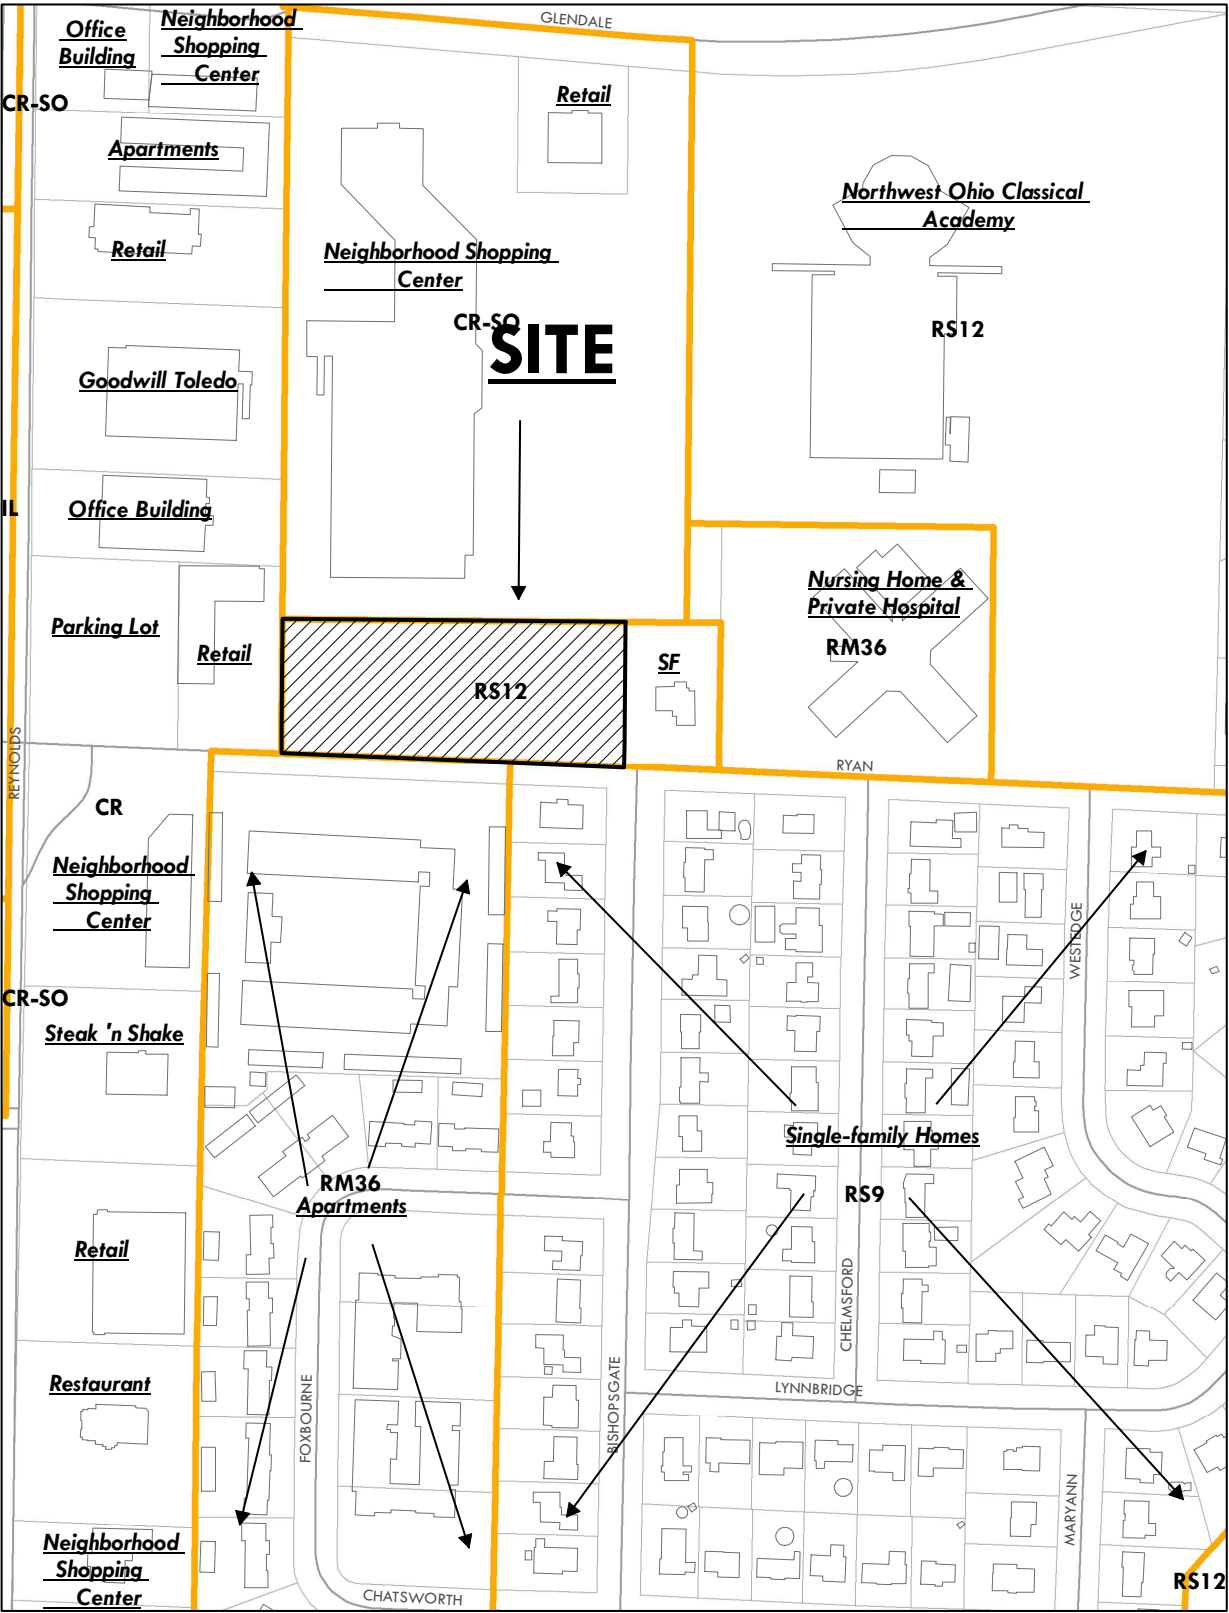 GLENDALE
Office
Building
Neighborhood
Shopping
Center
CR-SO
Retail
Apartments
Northwest Ohio Classical
Academy
Retail
Neighborhood Shopping
Center
CR-SO
SITE
RS12
Goodwill Toledo
IL
Office Building
Nursing Home &
Private Hospital
RM36
Parking Lot
Retail
SF
RS12
REYNOLDS
RYAN
CR
Neighborhood
Shopping
Center
WESTEDGE
CR-SO
Steak 'n Shake
Single-family Homes
RS9
RM36
Apartments
Retail
CHELMSFORD
Restaurant
LYNNBRIDGE
FOXBOURNE
BISHOPSGATE
MARYANN
Neighborhood
Shopping
Center
CHATSWORTH
RS12